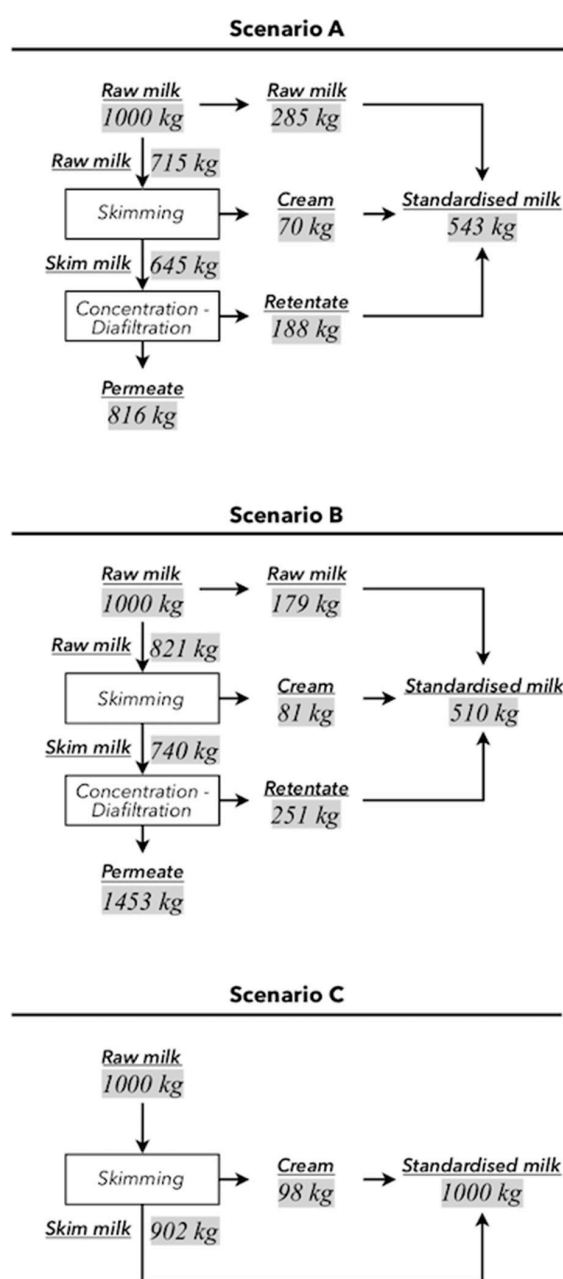 Scenario A
Raw milk
1000 kg
Raw milk
285 kg
Raw milk 715 kg
Skimming
Cream
70 kg
Standardised milk
543 kg
Skim milk 645 kg
Concentration -
Diafiltration
Retentate
188 kg
Permeate
816 kg
Scenario B
Raw milk
1000 kg
Raw milk
179 kg
Raw milk 821 kg
Skimming
Cream
81 kg
Standardised milk
510 kg
Skim milk 740 kg
Concentration -
Diafiltration
Retentate
251 kg
Permeate
1453 kg
Scenario C
Raw milk
1000 kg
Skimming
Cream
98 kg
Standardised milk
1000 kg
Skim milk 902 kg